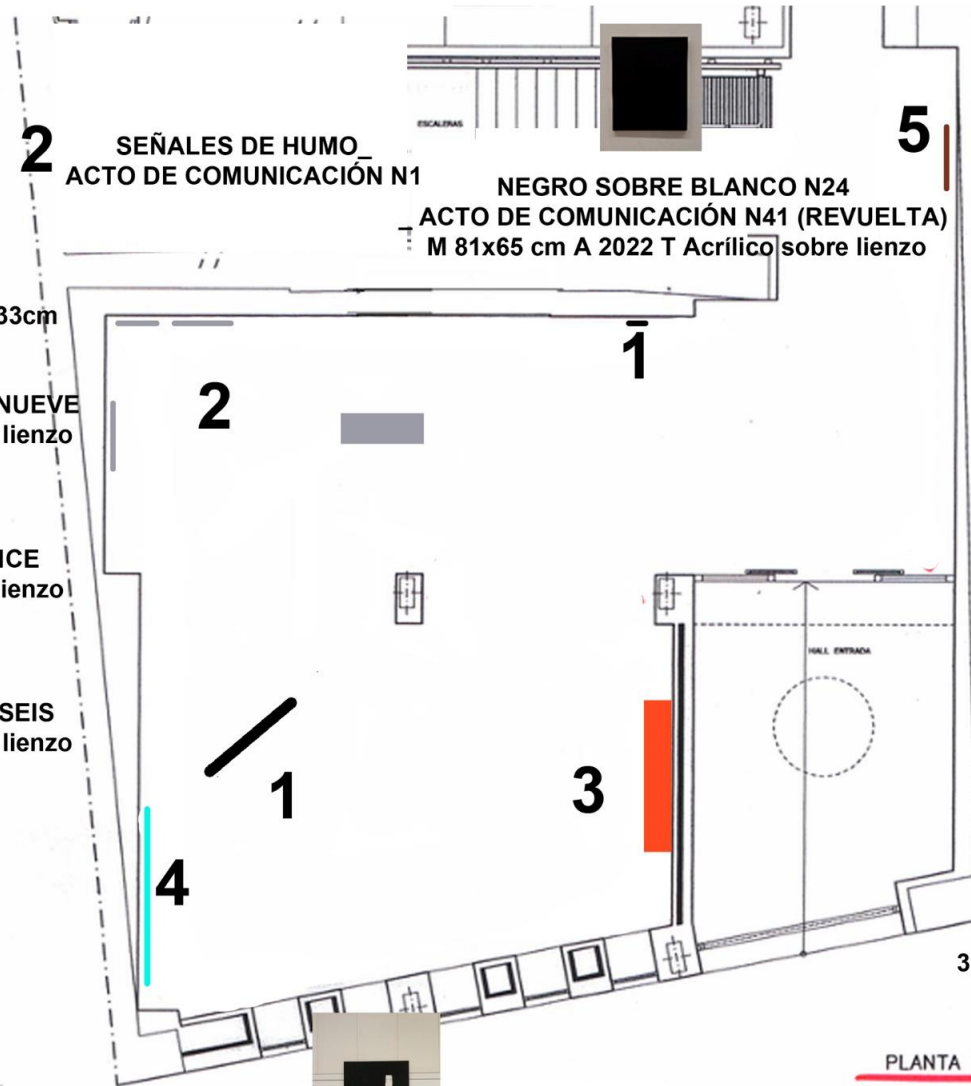 ESCALERAS
5
2
SEÑALES DE HUMO_
ACTO DE COMUNICACIÓN N1
NEGRO SOBRE BLANCO N24
_ ACTO DE COMUNICACIÓN N41 (REVUELTA)
M 81x65 cm A 2022 T Acrílico sobre lienzo
33cm
1
2
NUEVE
lienzo
ICE
ienzo
HALL ENTRADA
SEIS
lienzo
1
3
4
3
PLANTA